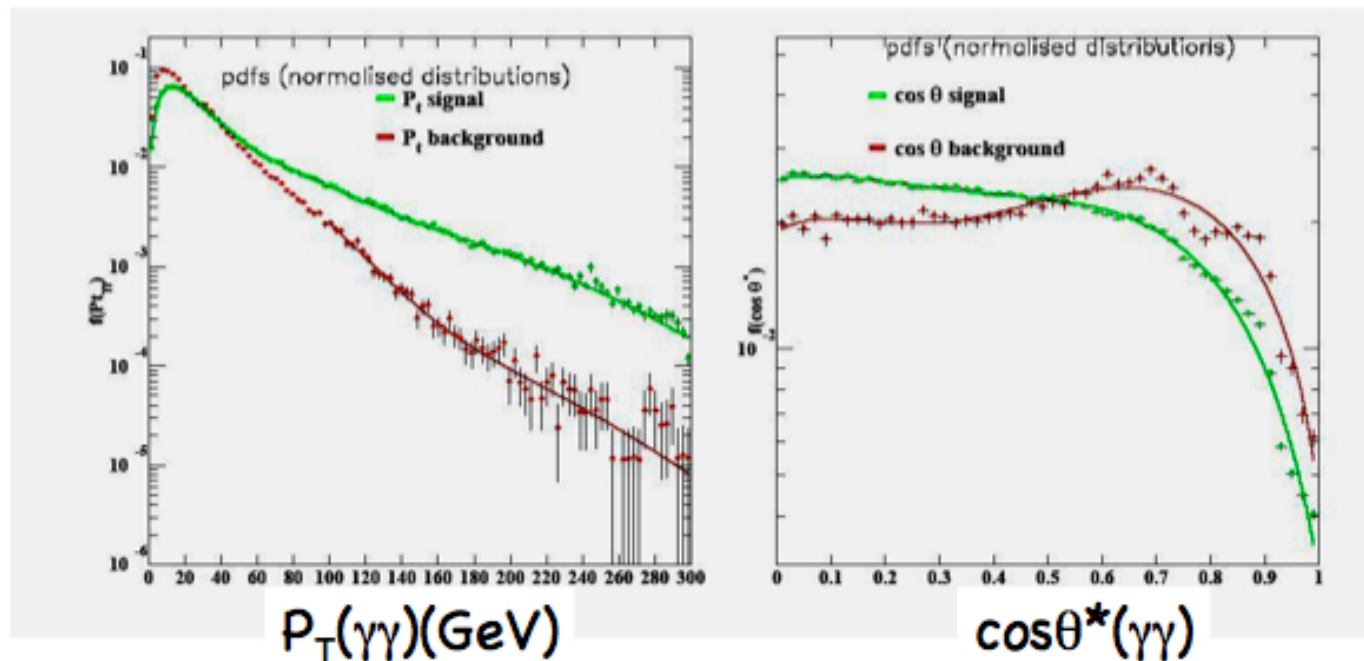 pdfs (normalised distributions)
P_t signal
P_t background
f(Pt_γγ)
10^-1
10^-2
10^-3
10^-4
10^-5
10^-6
0 20 40 60 80 100 120 140 160 180 200 220 240 260 280 300
P_T(γγ)(GeV)
pdfs (normalised distributions)
cos θ signal
cos θ background
f(cos θ*)
10^-2
0 0.1 0.2 0.3 0.4 0.5 0.6 0.7 0.8 0.9 1
cosθ*(γγ)